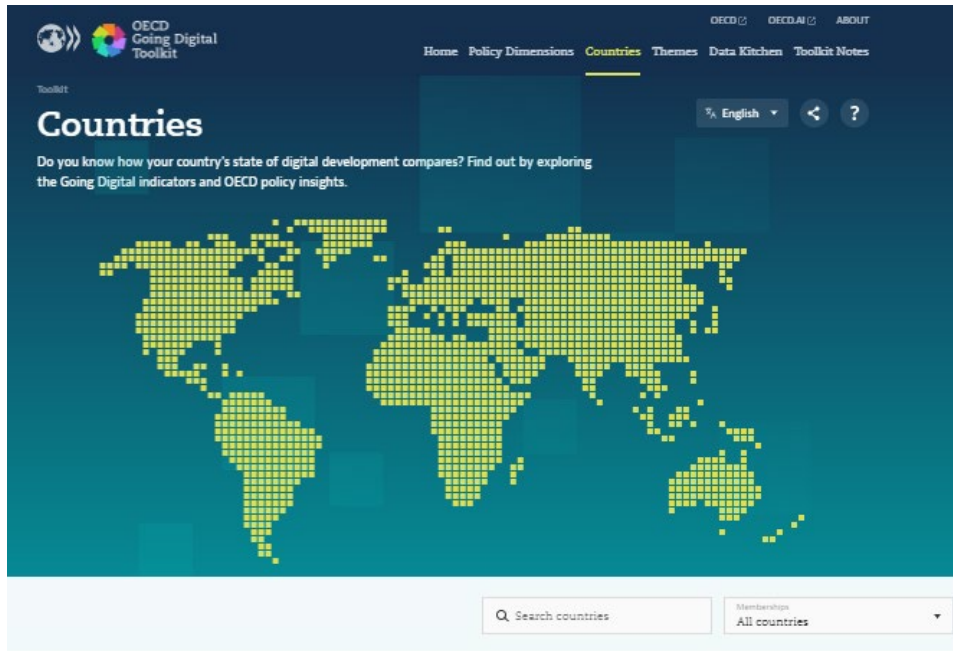 OECD
Going Digital
Toolkit
OECD OECD.AI ABOUT
Home Policy Dimensions Countries Themes Data Kitchen Toolkit Notes
Toolkit
Countries
English
?
Do you know how your country's state of digital development compares? Find out by exploring
the Going Digital indicators and OECD policy insights.
Search countries
Memberships
All countries